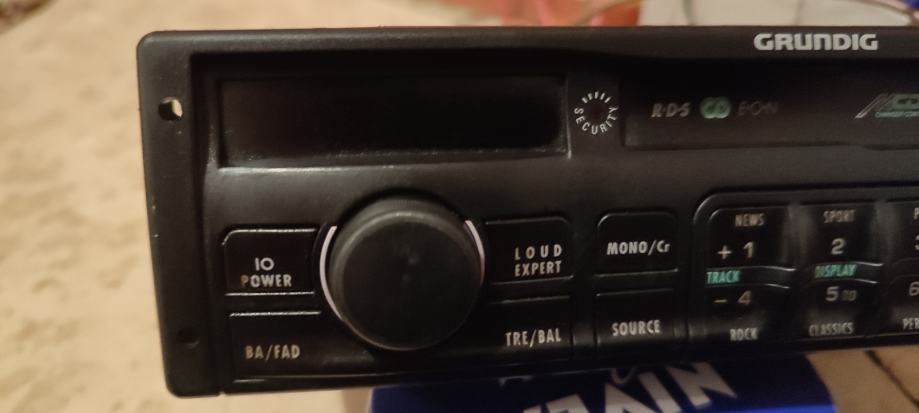 GRUNDIG
SECURITY
R·D·S EON
IO
POWER
LOUD
EXPERT
MONO/Cr
NEWS
+ 1
SPORT
2
TRACK
DISPLAY
- 4
5
BA/FAD
TRE/BAL
SOURCE
ROCK
CLASSICS
6